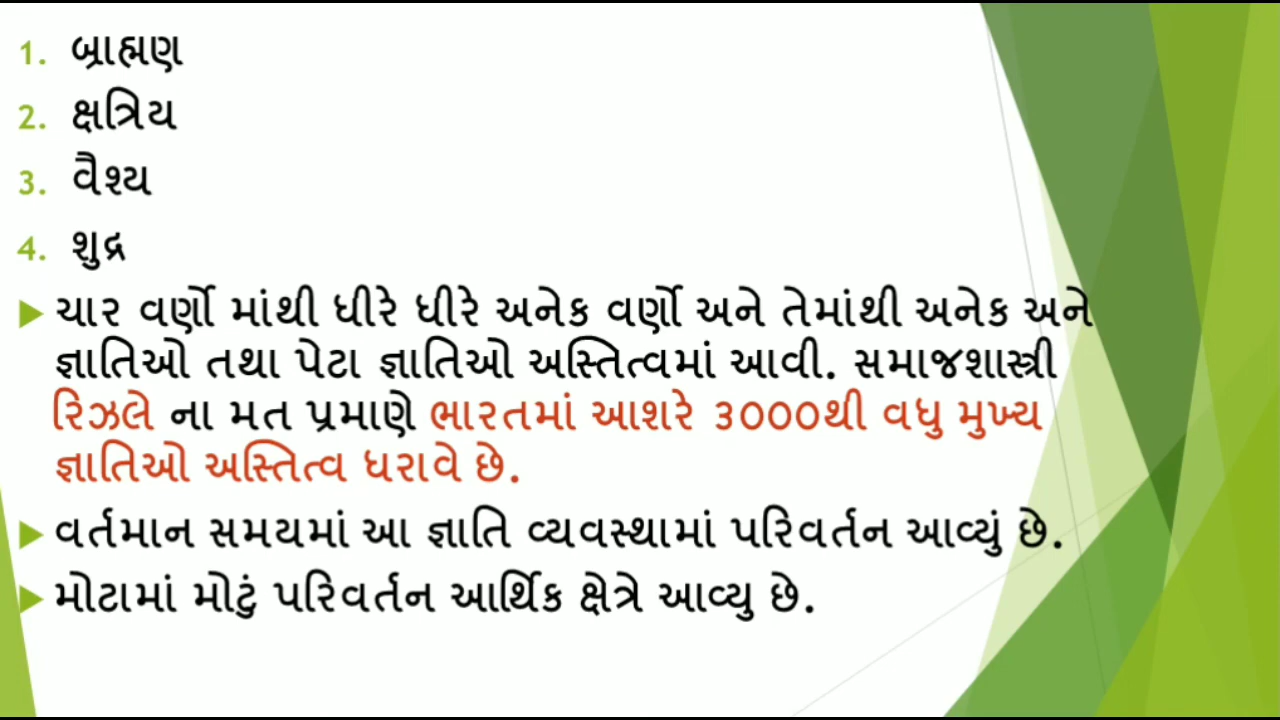 1. બ્રાહ્મણ
2. ક્ષત્રિય
3. વૈશ્ય
4. શુદ્ર
ચાર વર્ણો માંથી ધીરે ધીરે અનેક વર્ણો અને તેમાંથી અનેક અને
જ્ઞાતિઓ તથા પેટા જ્ઞાતિઓ અસ્તિત્વમાં આવી. સમાજશાસ્ત્રી
રિઝલે ના મત પ્રમાણે ભારતમાં આશરે ૩૦૦૦થી વધુ મુખ્ય
જ્ઞાતિઓ અસ્તિત્વ ધરાવે છે.
વર્તમાન સમયમાં આ જ્ઞાતિ વ્યવસ્થામાં પરિવર્તન આવ્યું છે.
મોટામાં મોટું પરિવર્તન આર્થિક ક્ષેત્રે આવ્યુ છે.